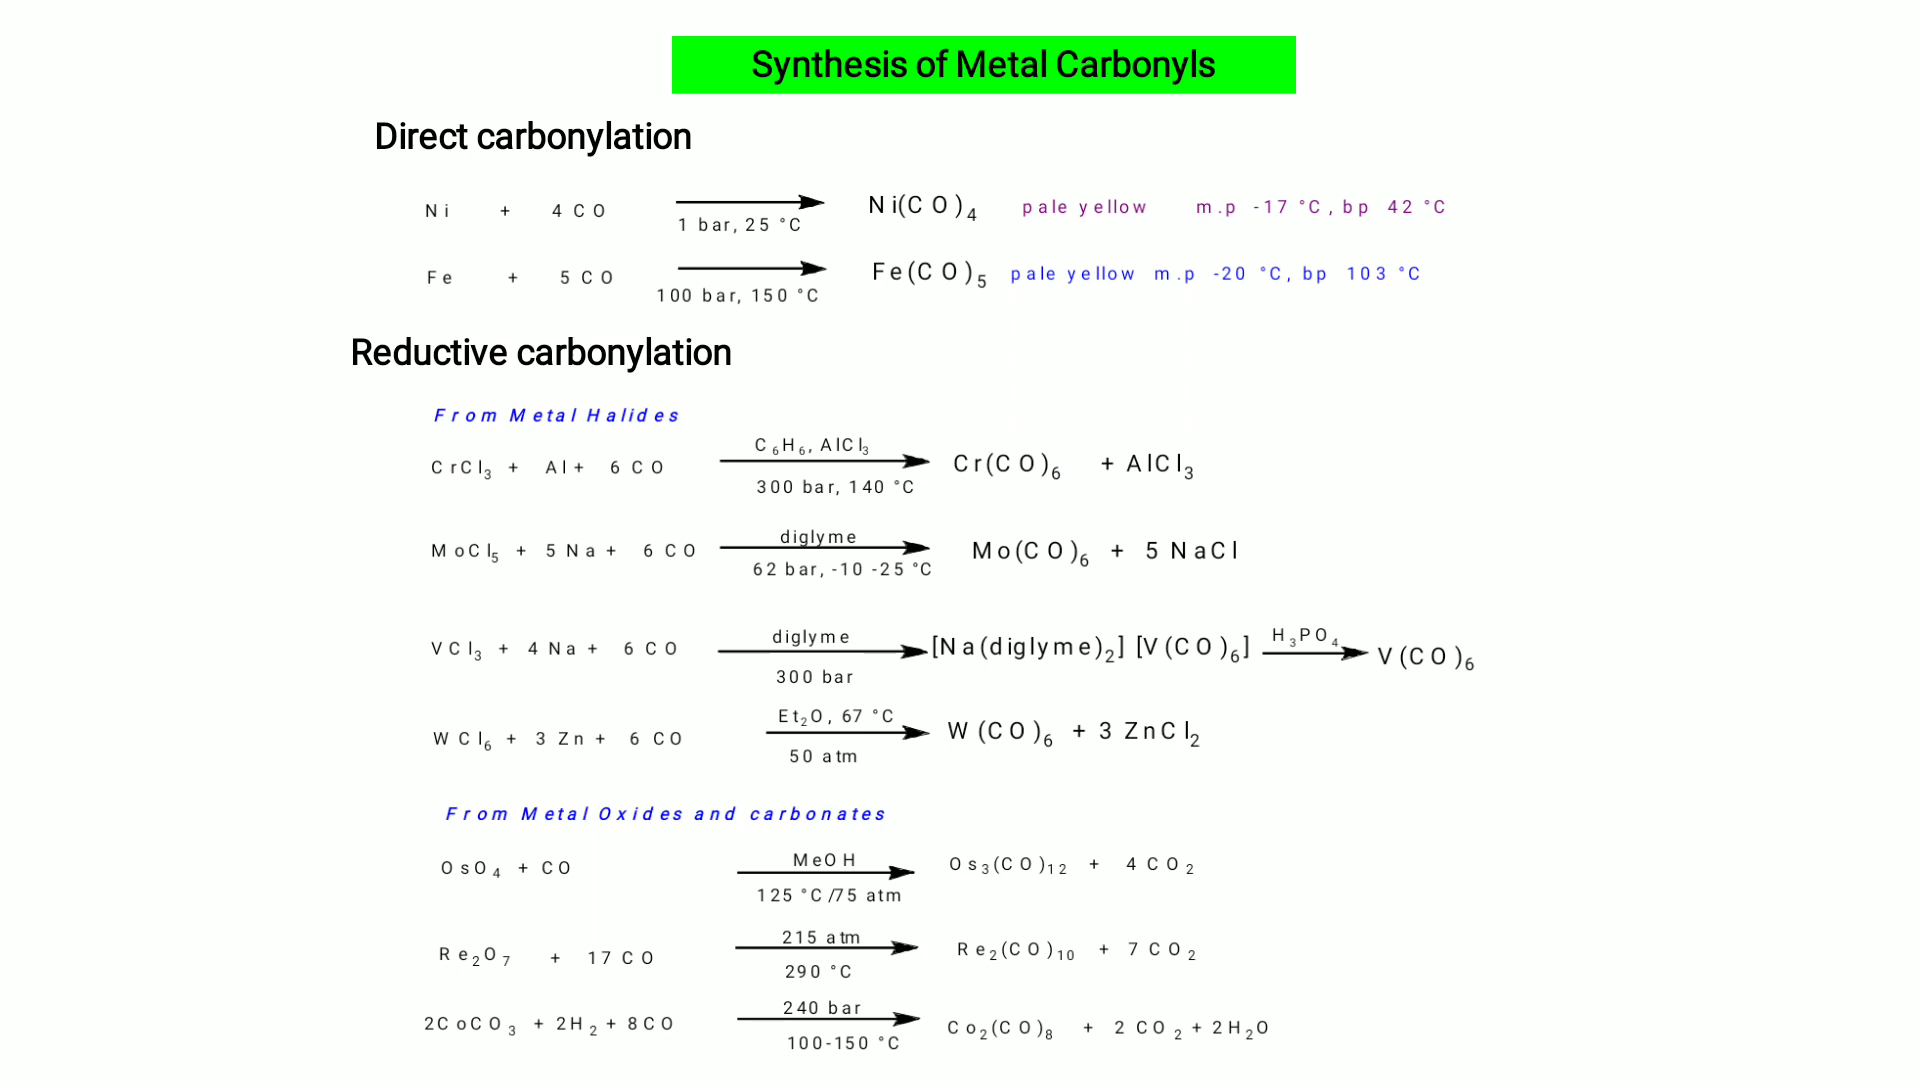 Synthesis of Metal Carbonyls
Direct carbonylation
Ni + 4 CO 1 bar, 25 °C Ni(CO)₄ pale yellow m.p -17 °C, bp 42 °C
Fe + 5 CO 100 bar, 150 °C Fe(CO)₅ pale yellow m.p -20 °C, bp 103 °C
Reductive carbonylation
From Metal Halides
CrCl₃ + Al + 6 CO C₆H₆, AlCl₃ 300 bar, 140 °C Cr(CO)₆ + AlCl₃
MoCl₅ + 5 Na + 6 CO diglyme 62 bar, -10 -25 °C Mo(CO)₆ + 5 NaCl
VCl₃ + 4 Na + 6 CO diglyme 300 bar [Na(diglyme)₂] [V(CO)₆] H₃PO₄ V(CO)₆
WCl₆ + 3 Zn + 6 CO Et₂O, 67 °C 50 atm W(CO)₆ + 3 ZnCl₂
From Metal Oxides and carbonates
OsO₄ + CO MeOH 125 °C/75 atm Os₃(CO)₁₂ + 4 CO₂
Re₂O₇ + 17 CO 215 atm 290 °C Re₂(CO)₁₀ + 7 CO₂
2CoCO₃ + 2H₂ + 8CO 240 bar 100-150 °C Co₂(CO)₈ + 2 CO₂ + 2H₂O